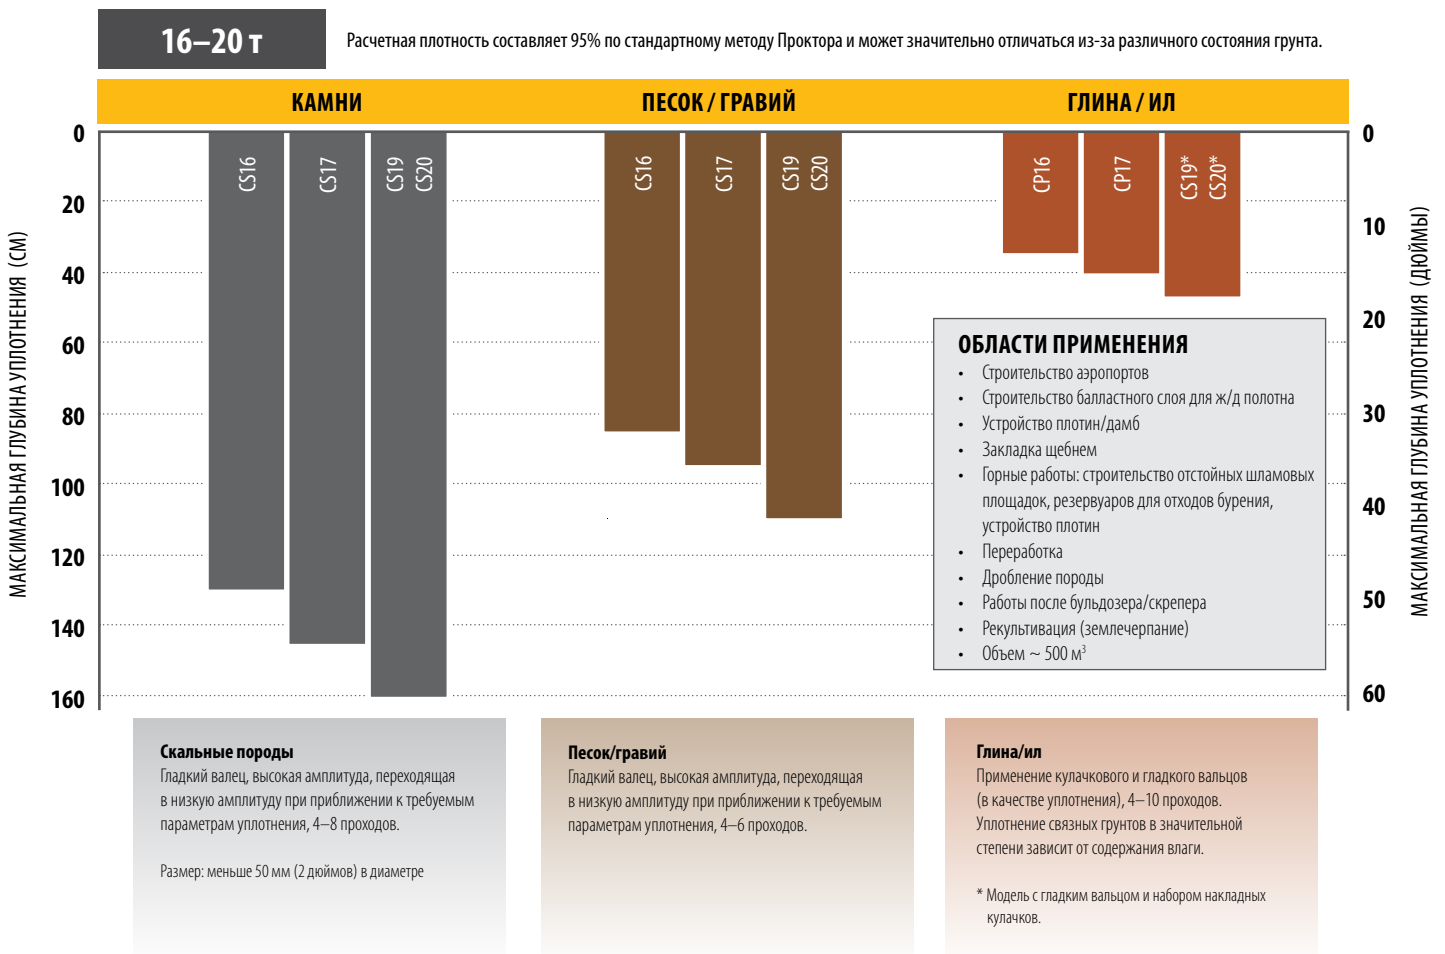 16–20 т
Расчетная плотность составляет 95% по стандартному методу Проктора и может значительно отличаться из-за различного состояния грунта.
КАМНИ
ПЕСОК / ГРАВИЙ
ГЛИНА / ИЛ
МАКСИМАЛЬНАЯ ГЛУБИНА УПЛОТНЕНИЯ (СМ)
0
20
40
60
80
100
120
140
160
CS16
CS17
CS19
CS20
CS16
CS17
CS19
CS20
CP16
CP17
CS19*
CS20*
0
10
20
30
40
50
60
МАКСИМАЛЬНАЯ ГЛУБИНА УПЛОТНЕНИЯ (ДЮЙМЫ)
ОБЛАСТИ ПРИМЕНЕНИЯ
• Строительство аэропортов
• Строительство балластного слоя для ж/д полотна
• Устройство плотин/дамб
• Закладка щебнем
• Горные работы: строительство отстойных шламовых
площадок, резервуаров для отходов бурения,
устройство плотин
• Переработка
• Дробление породы
• Работы после бульдозера/скрепера
• Рекультивация (землечерпание)
• Объем ~ 500 м³
Скальные породы
Гладкий валец, высокая амплитуда, переходящая
в низкую амплитуду при приближении к требуемым
параметрам уплотнения, 4–8 проходов.
Размер: меньше 50 мм (2 дюймов) в диаметре
Песок/гравий
Гладкий валец, высокая амплитуда, переходящая
в низкую амплитуду при приближении к требуемым
параметрам уплотнения, 4–6 проходов.
Глина/ил
Применение кулачкового и гладкого вальцов
(в качестве уплотнения), 4–10 проходов.
Уплотнение связных грунтов в значительной
степени зависит от содержания влаги.
* Модель с гладким вальцом и набором накладных
кулачков.